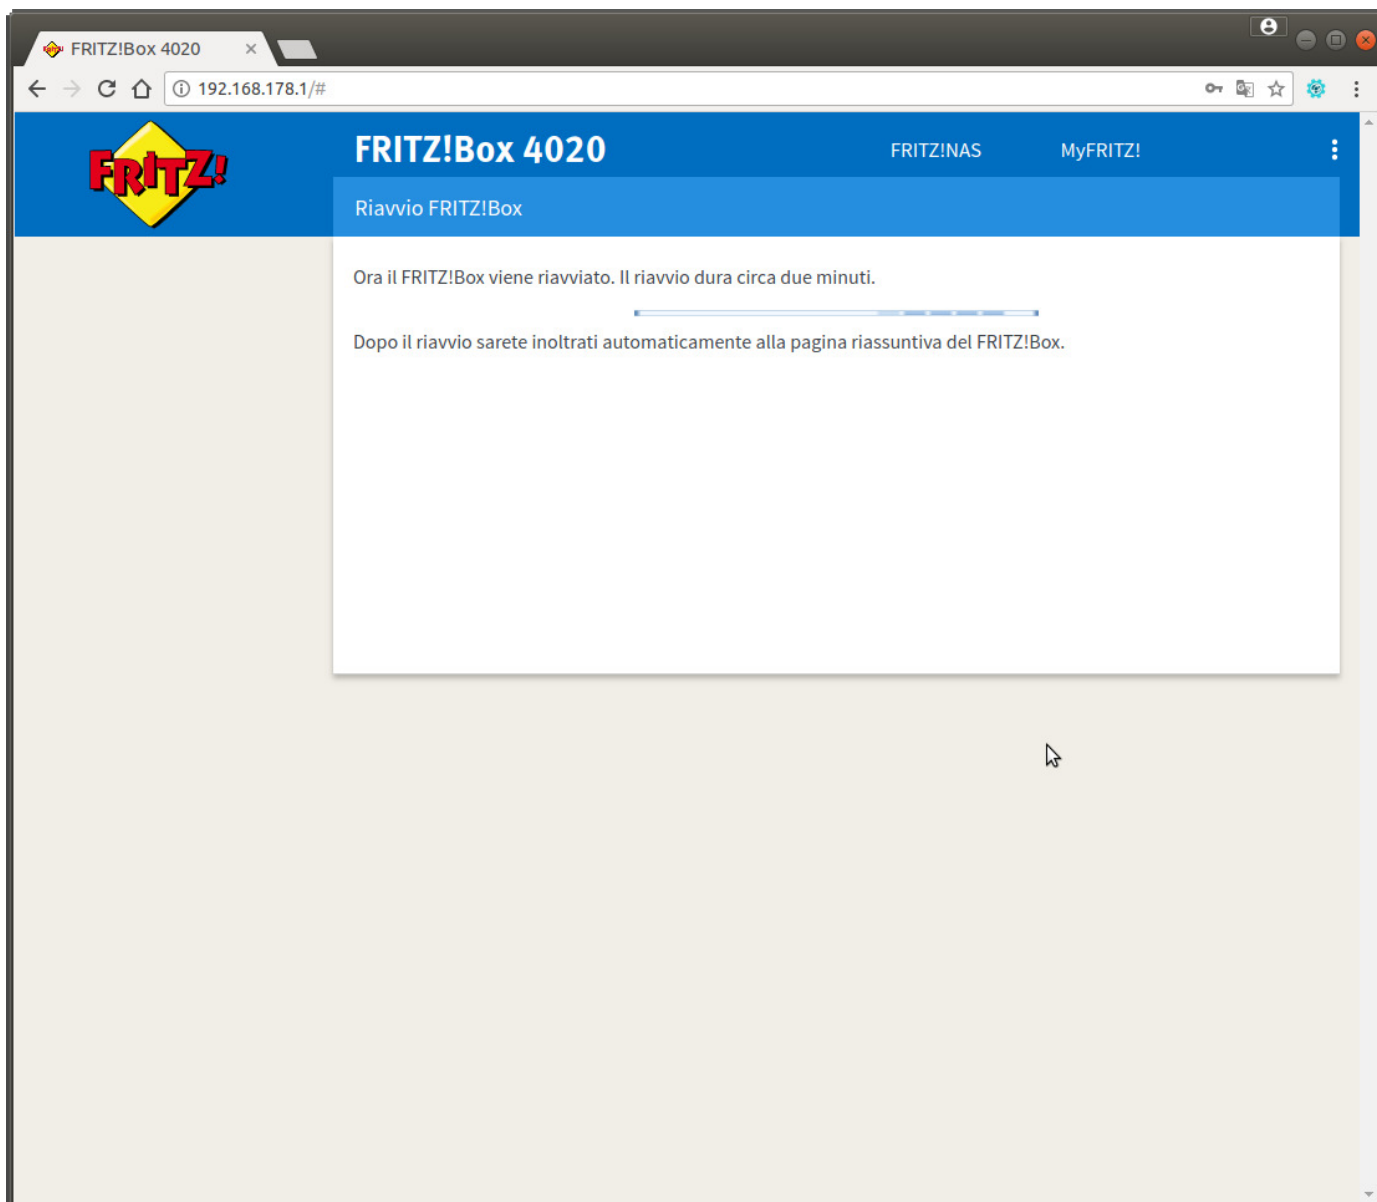 FRITZ!Box 4020
192.168.178.1/#
FRITZ!
FRITZ!Box 4020
FRITZ!NAS
MyFRITZ!
Riavvio FRITZ!Box
Ora il FRITZ!Box viene riavviato. Il riavvio dura circa due minuti.
Dopo il riavvio sarete inoltrati automaticamente alla pagina riassuntiva del FRITZ!Box.